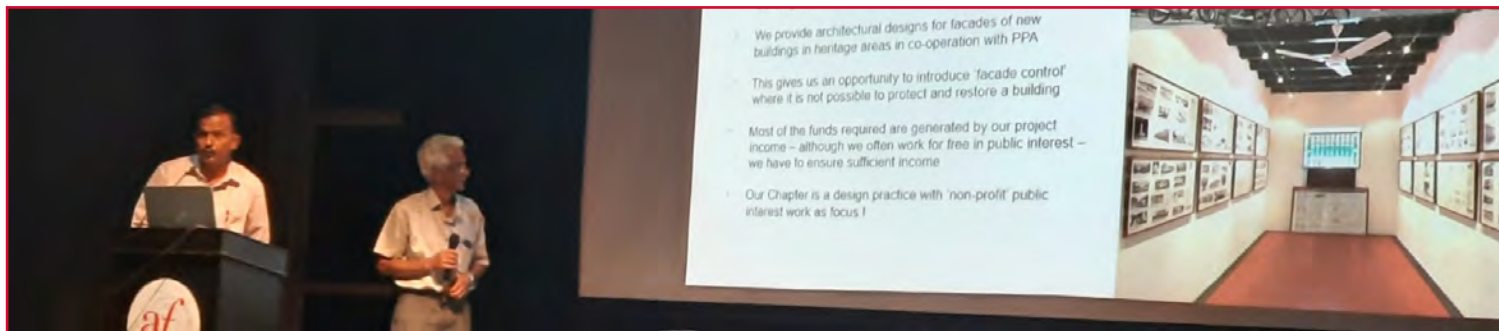 We provide architectural designs for facades of new
buildings in heritage areas in co-operation with PPA
This gives us an opportunity to introduce 'facade control'
where it is not possible to protect and restore a building
Most of the funds required are generated by our project
income – although we often work for free in public interest –
we have to ensure sufficient income
Our Chapter is a design practice with 'non-profit' public
interest work as focus !
af